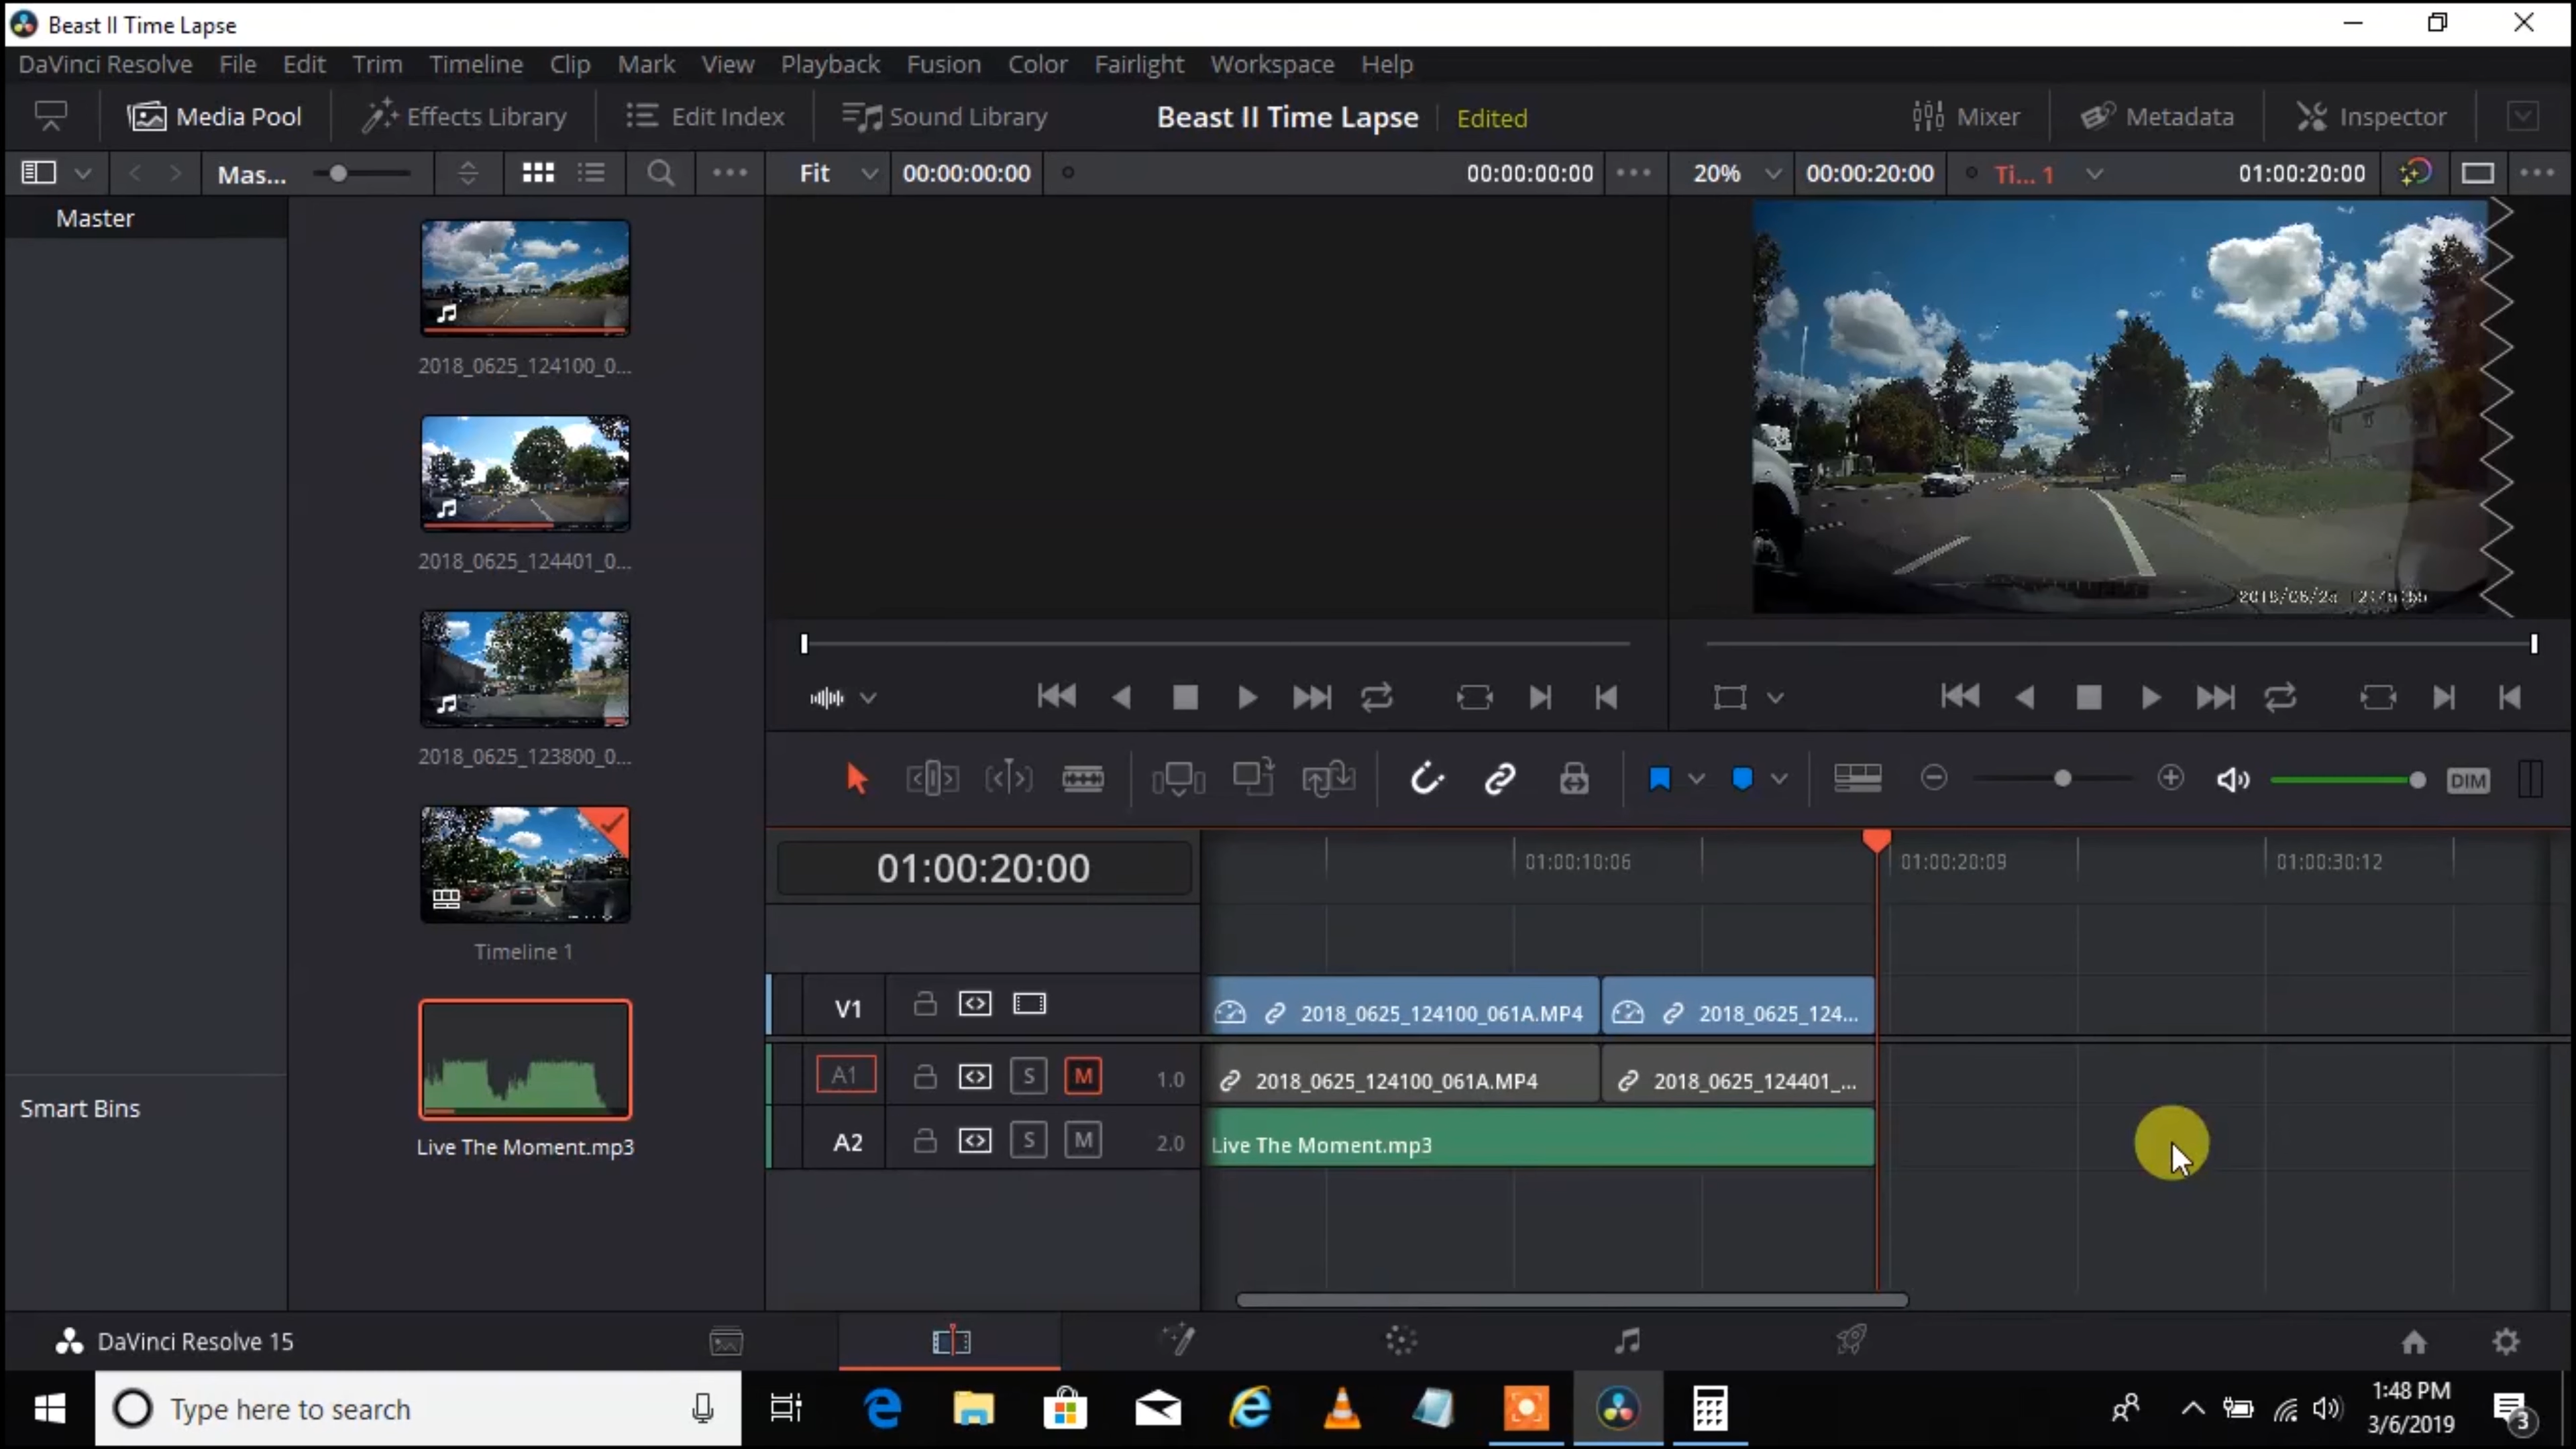 Beast II Time Lapse
DaVinci Resolve File Edit Trim Timeline Clip Mark View Playback Fusion Color Fairlight Workspace Help
Media Pool Effects Library Edit Index Sound Library Beast II Time Lapse Edited Mixer Metadata Inspector
Mas... Fit 00:00:00:00 00:00:00:00 20% 00:00:20:00 Ti... 1 01:00:20:00
Master
2018_0625_124100_0...
2018_0625_124401_0...
2018_0625_123800_0...
Timeline 1
Live The Moment.mp3
Smart Bins
DIM
01:00:20:00 01:00:10:06 01:00:20:09 01:00:30:12
V1 2018_0625_124100_061A.MP4 2018_0625_124...
A1 S M 1.0 2018_0625_124100_061A.MP4 2018_0625_124401_...
A2 S M 2.0 Live The Moment.mp3
DaVinci Resolve 15
Type here to search
1:48 PM
3/6/2019
3